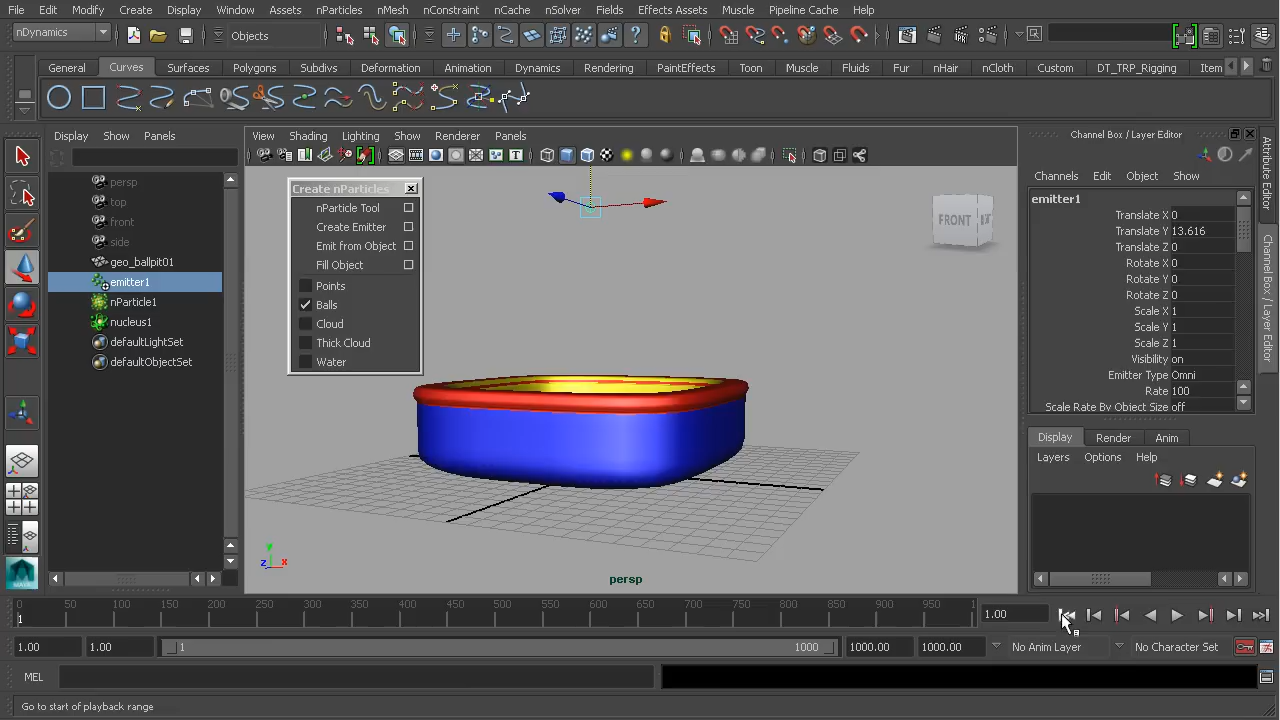 File Edit Modify Create Display Window Assets nParticles nMesh nConstraint nCache nSolver Fields Effects Assets Muscle Pipeline Cache Help
nDynamics Objects
General Curves Surfaces Polygons Subdivs Deformation Animation Dynamics Rendering PaintEffects Toon Muscle Fluids Fur nHair nCloth Custom DT_TRP_Rigging Item
Display Show Panels
View Shading Lighting Show Renderer Panels
Channel Box / Layer Editor
Channels Edit Object Show
persp
top
front
side
geo_ballpit01
emitter1
nParticle1
nucleus1
defaultLightSet
defaultObjectSet
Create nParticles
nParticle Tool
Create Emitter
Emit from Object
Fill Object
Points
Balls
Cloud
Thick Cloud
Water
FRONT
y
z x
persp
emitter1
Translate X 0
Translate Y 13.616
Translate Z 0
Rotate X 0
Rotate Y 0
Rotate Z 0
Scale X 1
Scale Y 1
Scale Z 1
Visibility on
Emitter Type Omni
Rate 100
Scale Rate By Object Size off
Display Render Anim
Layers Options Help
Attribute Editor
Channel Box / Layer Editor
0 50 100 150 200 250 300 350 400 450 500 550 600 650 700 750 800 850 900 950 1
1
1.00
1.00 1.00 1 1000 1000.00 1000.00 No Anim Layer No Character Set
MEL
Go to start of playback range